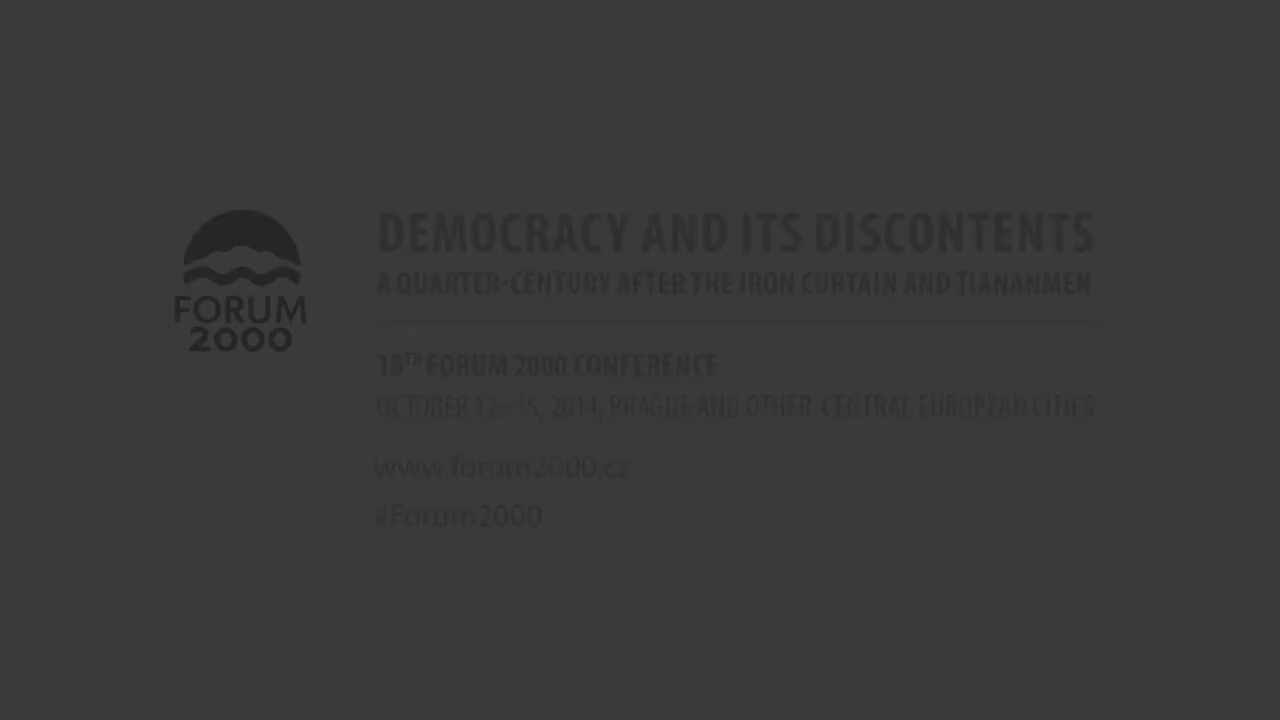 FORUM
2000
DEMOCRACY AND ITS DISCONTENTS
A QUARTER-CENTURY AFTER THE IRON CURTAIN AND TIANANMEN
18TH FORUM 2000 CONFERENCE
OCTOBER 12–15, 2014, PRAGUE AND OTHER CENTRAL EUROPEAN CITIES
www.forum2000.cz
#Forum2000